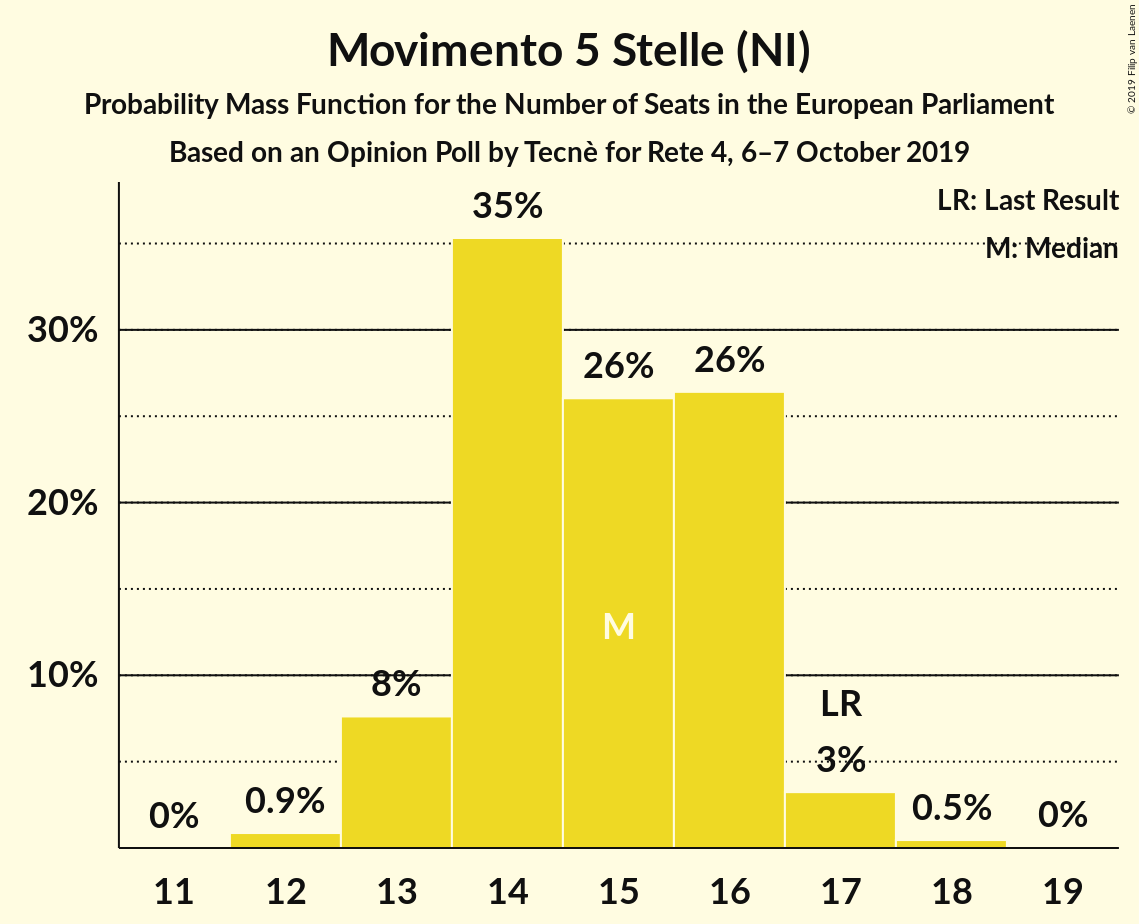 Movimento 5 Stelle (NI)
Probability Mass Function for the Number of Seats in the European Parliament
Based on an Opinion Poll by Tecnè for Rete 4, 6–7 October 2019
© 2019 Filip van Laenen
LR: Last Result
M: Median
35%
30%
26%
26%
20%
M
10%
8%
LR
3%
0%
0.9%
0.5%
0%
11 12 13 14 15 16 17 18 19